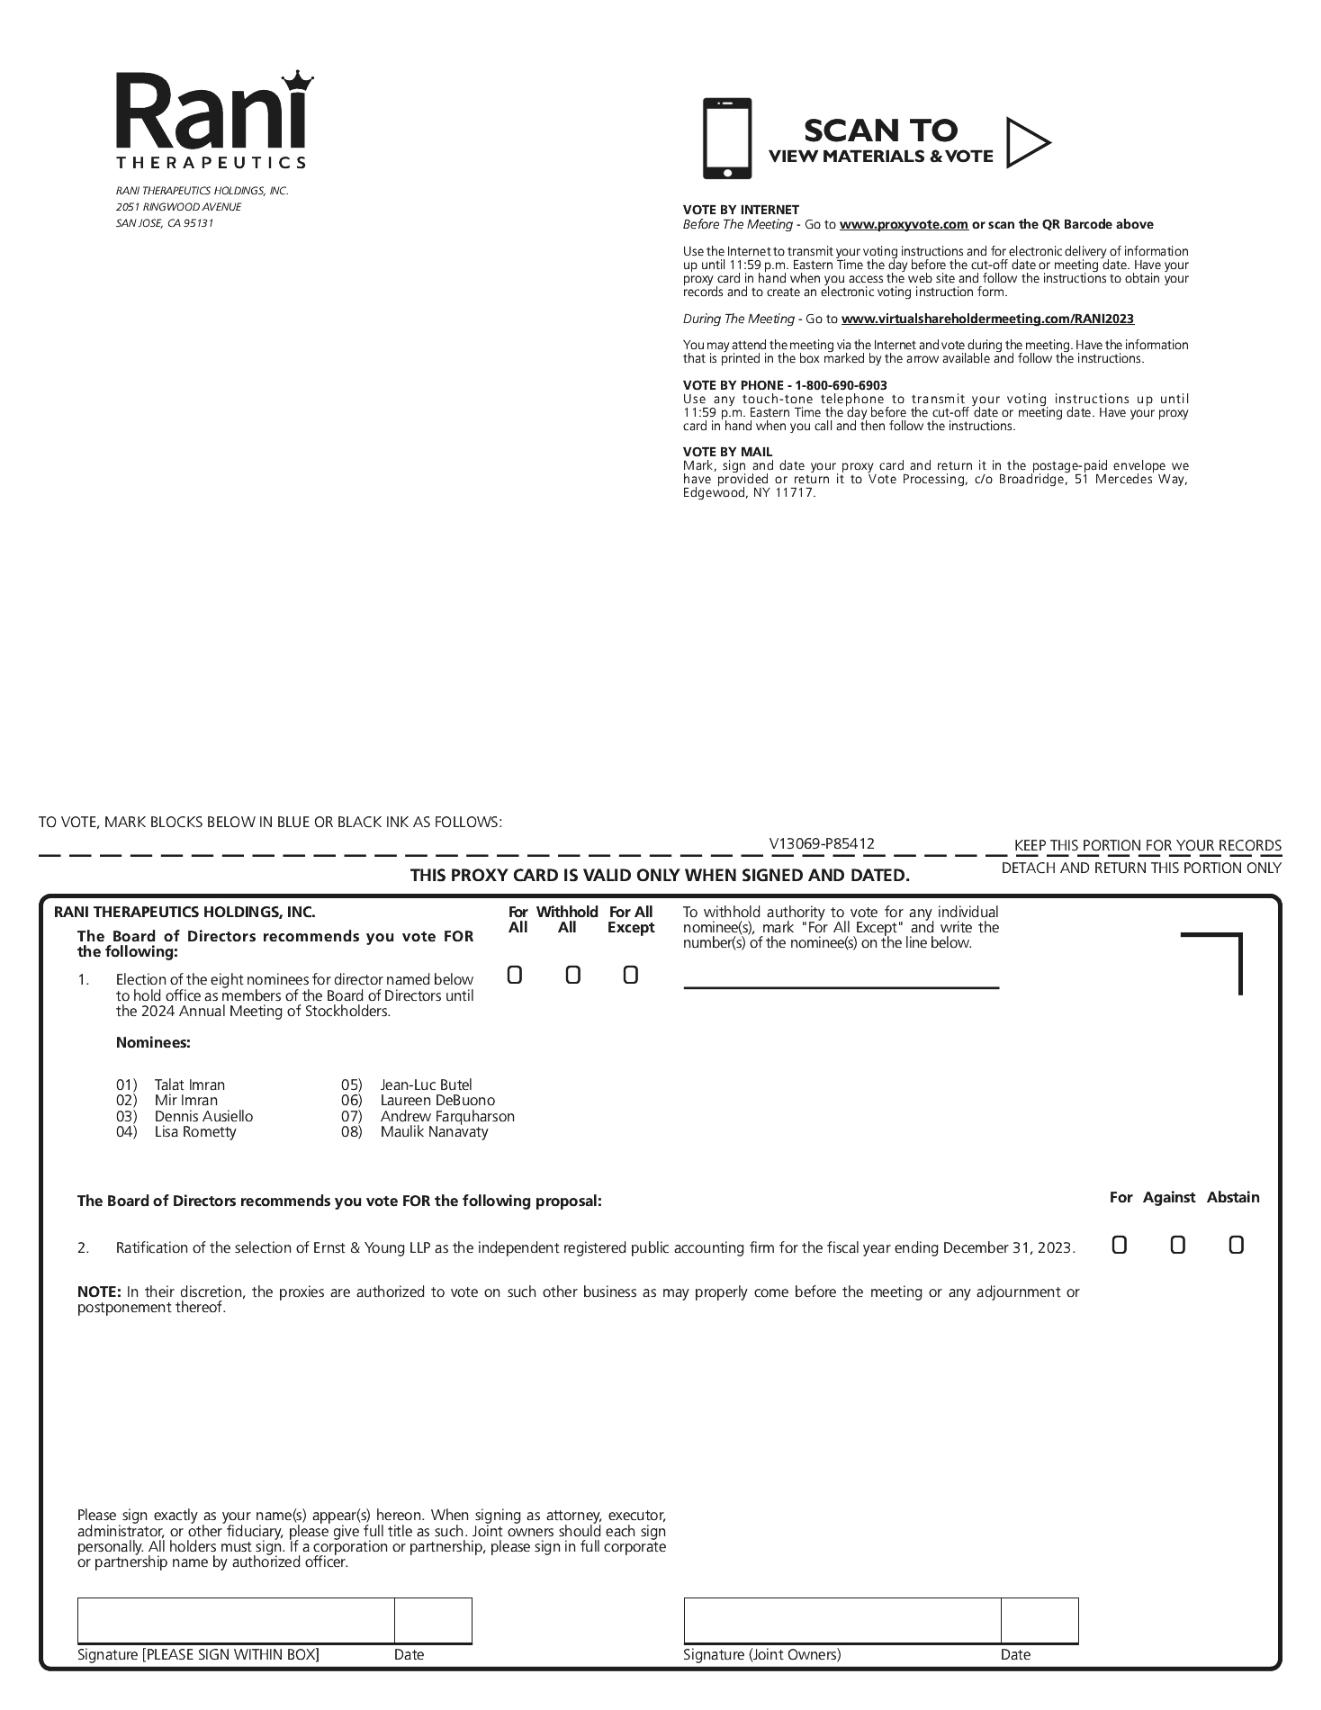 Rani
THERAPEUTICS
RANI THERAPEUTICS HOLDINGS, INC.
2051 RINGWOOD AVENUE
SAN JOSE, CA 95131
SCAN TO
VIEW MATERIALS & VOTE
VOTE BY INTERNET
Before The Meeting - Go to www.proxyvote.com or scan the QR Barcode above
Use the Internet to transmit your voting instructions and for electronic delivery of information
up until 11:59 p.m. Eastern Time the day before the cut-off date or meeting date. Have your
proxy card in hand when you access the web site and follow the instructions to obtain your
records and to create an electronic voting instruction form.
During The Meeting - Go to www.virtualshareholdermeeting.com/RANI2023
You may attend the meeting via the Internet and vote during the meeting. Have the information
that is printed in the box marked by the arrow available and follow the instructions.
VOTE BY PHONE - 1-800-690-6903
Use any touch-tone telephone to transmit your voting instructions up until
11:59 p.m. Eastern Time the day before the cut-off date or meeting date. Have your proxy
card in hand when you call and then follow the instructions.
VOTE BY MAIL
Mark, sign and date your proxy card and return it in the postage-paid envelope we
have provided or return it to Vote Processing, c/o Broadridge, 51 Mercedes Way,
Edgewood, NY 11717.
TO VOTE, MARK BLOCKS BELOW IN BLUE OR BLACK INK AS FOLLOWS:
V13069-P85412
KEEP THIS PORTION FOR YOUR RECORDS
DETACH AND RETURN THIS PORTION ONLY
THIS PROXY CARD IS VALID ONLY WHEN SIGNED AND DATED.
RANI THERAPEUTICS HOLDINGS, INC.
The Board of Directors recommends you vote FOR
the following:
For Withhold For All
All All Except
To withhold authority to vote for any individual
nominee(s), mark "For All Except" and write the
number(s) of the nominee(s) on the line below.
1. Election of the eight nominees for director named below
to hold office as members of the Board of Directors until
the 2024 Annual Meeting of Stockholders.
Nominees:
01) Talat Imran 05) Jean-Luc Butel
02) Mir Imran 06) Laureen DeBuono
03) Dennis Ausiello 07) Andrew Farquharson
04) Lisa Rometty 08) Maulik Nanavaty
The Board of Directors recommends you vote FOR the following proposal:
For Against Abstain
2. Ratification of the selection of Ernst & Young LLP as the independent registered public accounting firm for the fiscal year ending December 31, 2023.
NOTE: In their discretion, the proxies are authorized to vote on such other business as may properly come before the meeting or any adjournment or
postponement thereof.
Please sign exactly as your name(s) appear(s) hereon. When signing as attorney, executor,
administrator, or other fiduciary, please give full title as such. Joint owners should each sign
personally. All holders must sign. If a corporation or partnership, please sign in full corporate
or partnership name by authorized officer.
Signature [PLEASE SIGN WITHIN BOX] Date
Signature (Joint Owners) Date